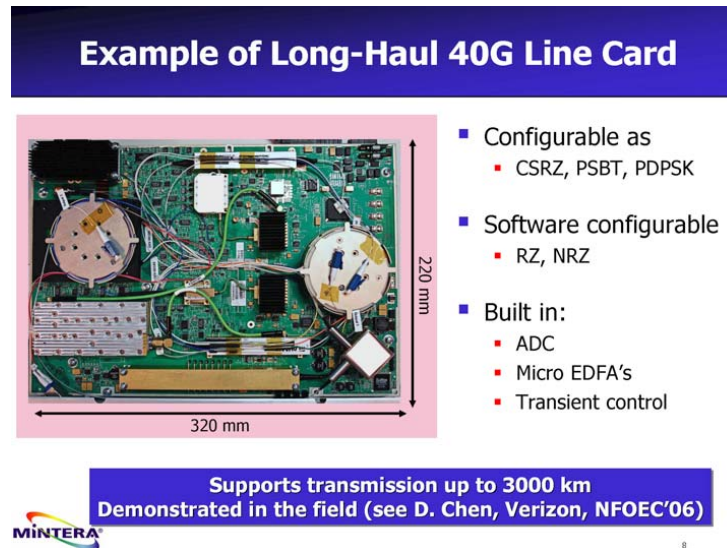 Example of Long-Haul 40G Line Card
Configurable as
CSRZ, PSBT, PDPSK
Software configurable
RZ, NRZ
Built in:
ADC
Micro EDFA's
Transient control
220 mm
320 mm
Supports transmission up to 3000 km
Demonstrated in the field (see D. Chen, Verizon, NFOEC'06)
MINTERA®
8